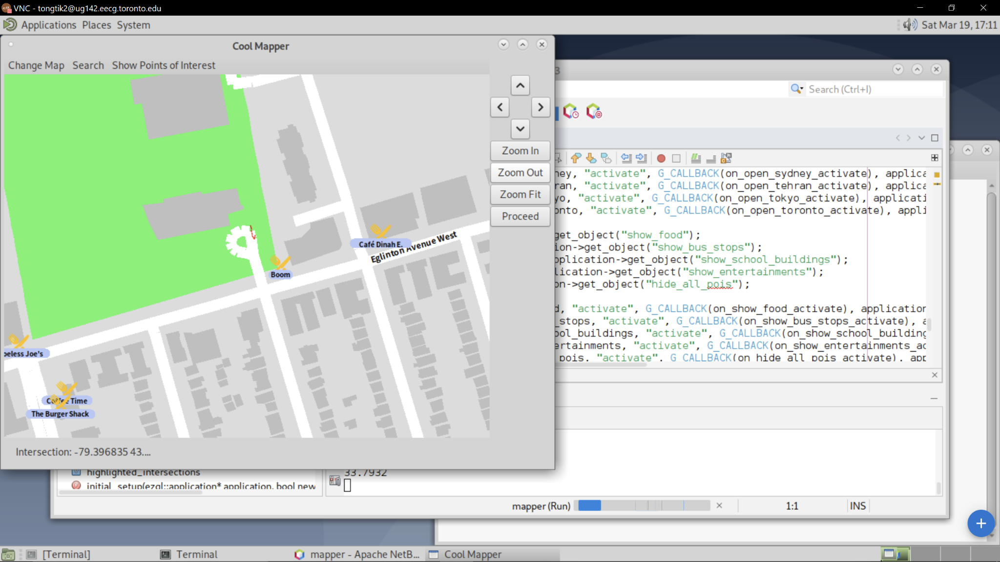 VNC - tongtik2@ug142.eecg.toronto.edu
Applications Places System
Sat Mar 19, 17:11
Cool Mapper
3
Change Map Search Show Points of Interest
Search (Ctrl+I)
Zoom In
Zoom Out
Zoom Fit
Proceed
Café Dinah E.
Eglinton Avenue West
Boom
peless Joe's
Coffee Time
The Burger Shack
Intersection: -79.396835 43....
ney, "activate", G_CALLBACK(on_open_sydney_activate), applica
ran, "activate", G_CALLBACK(on_open_tehran_activate), applica
yo, "activate", G_CALLBACK(on_open_tokyo_activate), applicati
onto, "activate", G_CALLBACK(on_open_toronto_activate), appli
get_object("show_food");
ion->get_object("show_bus_stops");
pplication->get_object("show_school_buildings");
lication->get_object("show_entertainments");
on->get_object("hide_all_pois");
d, "activate", G_CALLBACK(on_show_food_activate), application
_stops, "activate", G_CALLBACK(on_show_bus_stops_activate), a
ool_buildings, "activate", G_CALLBACK(on_show_school_building
ertainments, "activate", G_CALLBACK(on_show_entertainments_ac
pois, "activate", G_CALLBACK(on_hide_all_pois_activate), app
highlighted_intersections
initial_setup(ezgl::application* application, bool new
33.7932
mapper (Run)
1:1
INS
[Terminal]
Terminal
mapper - Apache NetB...
Cool Mapper